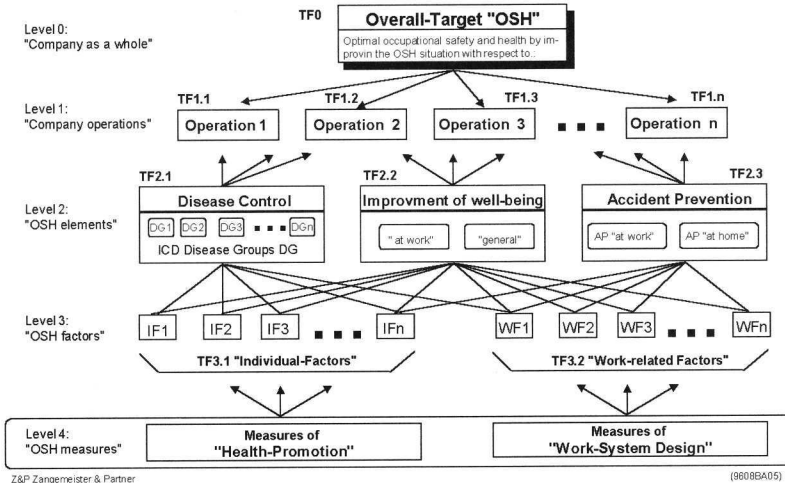 TF0
Overall-Target "OSH"
Level 0:
"Company as a whole"
Optimal occupational safety and health by im-
provin the OSH situation with respect to.:
TF1.1
TF1.2
TF1.3
TF1.n
Level 1:
"Company operations"
Operation 1
Operation 2
Operation 3
Operation n
TF2.1
TF2.2
TF2.3
Level 2:
"OSH elements"
Disease Control
DG1 DG2 DG3 DGn
ICD Disease Groups DG
Improvment of well-being
"at work"
"general"
Accident Prevention
AP "at work"
AP "at home"
Level 3:
"OSH factors"
IF1 IF2 IF3 IFn
WF1 WF2 WF3 WFn
TF3.1 "Individual-Factors"
TF3.2 "Work-related Factors"
Level 4:
"OSH measures"
Measures of
"Health-Promotion"
Measures of
"Work-System Design"
Z&P Zangemeister & Partner
(9608BA05)